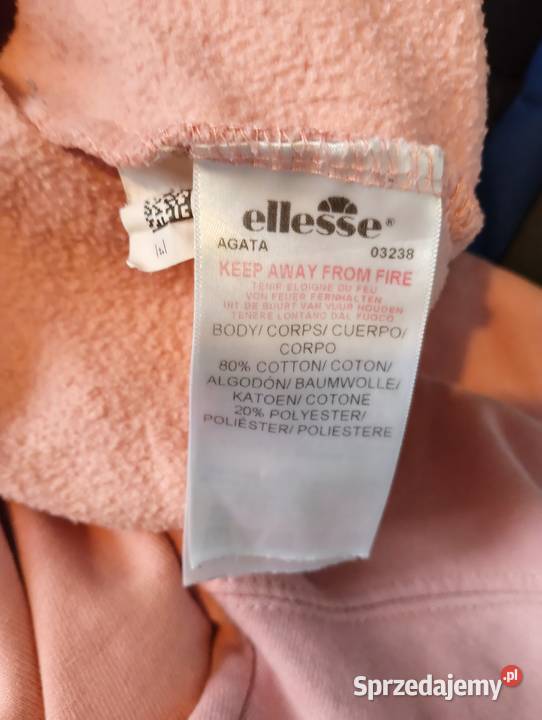 ellesse®
AGATA 03238
KEEP AWAY FROM FIRE
TENIR ELOIGNE DU FEU
VON FEUER FERNHALTEN
UIT DE BUURT VAN VUUR HOUDEN
TENERE LONTANO DAL FUOCO
BODY/ CORPS/ CUERPO/
CORPO
80% COTTON/ COTON/
ALGODÓN/ BAUMWOLLE/
KATOEN/ COTONE
20% POLYESTER/
POLIÉSTER/ POLIESTERE
Sprzedajemy.pl